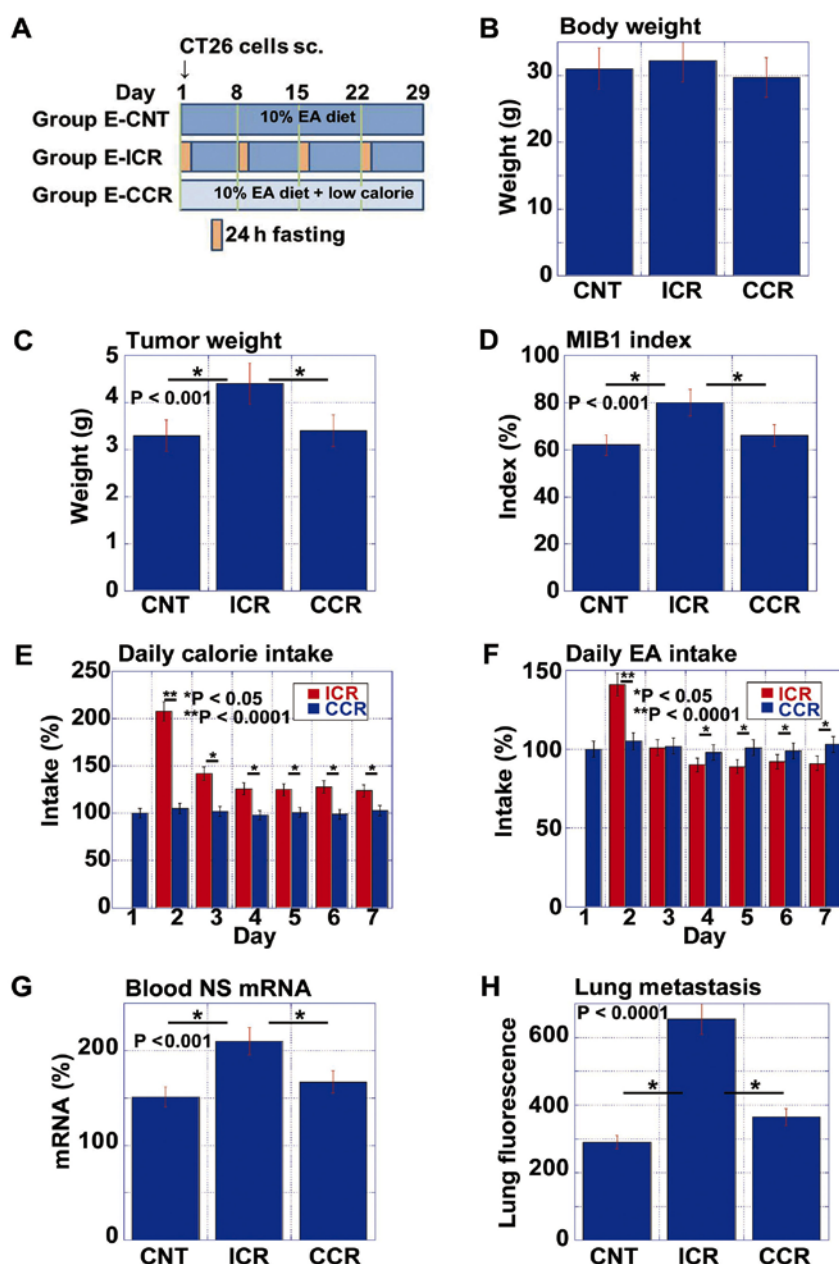 A
CT26 cells sc.
↓
Day 1 8 15 22 29
Group E-CNT 10% EA diet
Group E-ICR
Group E-CCR 10% EA diet + low calorie
24 h fasting
B Body weight
Weight (g)
30
20
10
0
CNT ICR CCR
C Tumor weight
Weight (g)
5
4
3
3
2
1
0
* *
P < 0.001
CNT ICR CCR
D MIB1 index
Index (%)
100
80
60
60
40
20
0
* *
P < 0.001
CNT ICR CCR
E Daily calorie intake
Intake (%)
250
200
150
100
50
0
** *P < 0.05
**P < 0.0001
ICR
CCR
* * * * *
1 2 3 4 5 6 7
Day
F Daily EA intake
Intake (%)
150
100
50
0
** *P < 0.05
**P < 0.0001
ICR
CCR
* * * *
1 2 3 4 5 6 7
Day
G Blood NS mRNA
mRNA (%)
200
150
100
0
* *
P < 0.001
CNT ICR CCR
H Lung metastasis
Lung fluorescence
600
400
200
0
P < 0.0001
* *
CNT ICR CCR